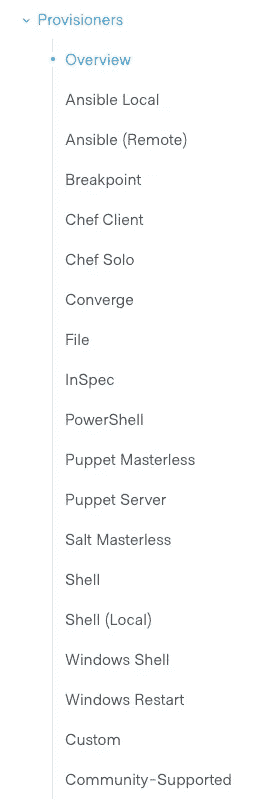 Provisioners
Overview
Ansible Local
Ansible (Remote)
Breakpoint
Chef Client
Chef Solo
Converge
File
InSpec
PowerShell
Puppet Masterless
Puppet Server
Salt Masterless
Shell
Shell (Local)
Windows Shell
Windows Restart
Custom
Community-Supported